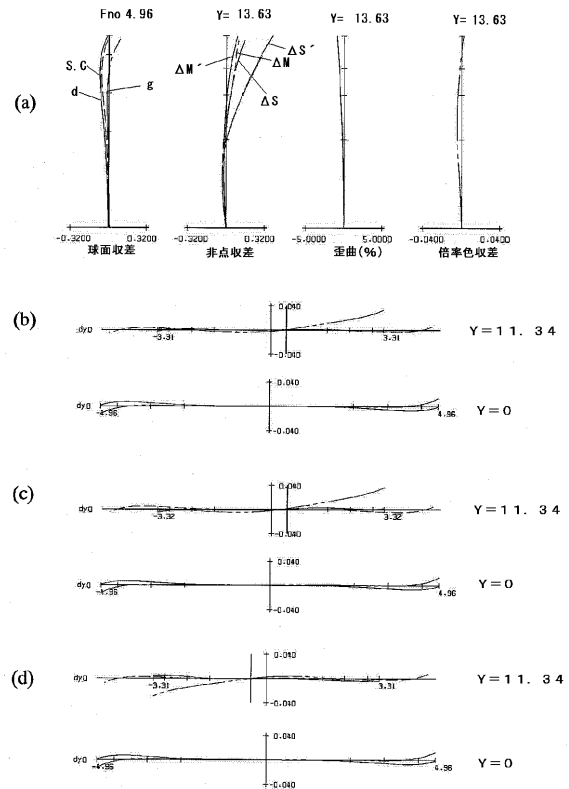 Fno 4.96
Y= 13.63
Y= 13.63
Y= 13.63
(a)
S.C
d
g
ΔM´
ΔM
ΔS´
ΔS
-0.3200 0.3200
球面収差
-0.3200 0.3200
非点収差
-5.0000 5.0000
歪曲(%)
-0.0400 0.0400
倍率色収差
(b)
0.040
dy0
-3.31
3.31
-0.040
Y=11.34
0.040
dy0
-4.96
4.96
-0.040
Y=0
(c)
0.040
dy0
-3.32
3.32
-0.040
Y=11.34
0.040
dy0
-4.96
4.96
-0.040
Y=0
(d)
0.040
dy0
-3.31
3.31
-0.040
Y=11.34
0.040
dy0
-4.96
4.96
-0.040
Y=0